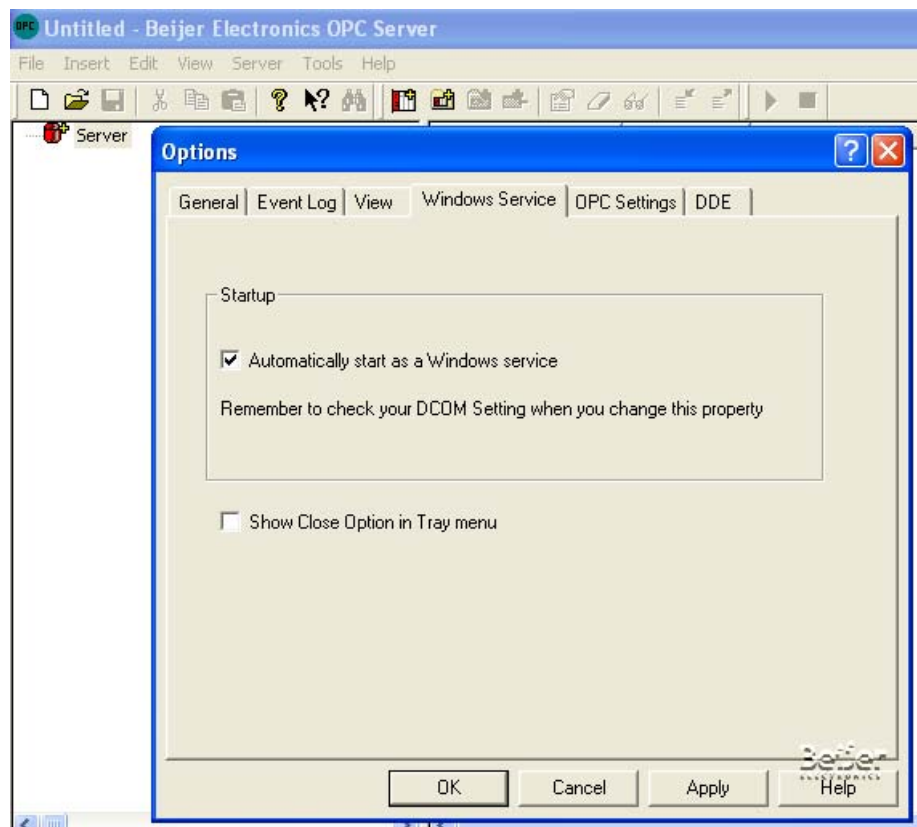 OPC Untitled - Beijer Electronics OPC Server
File Insert Edit View Server Tools Help
Server
Options
General Event Log View Windows Service OPC Settings DDE
Startup
Automatically start as a Windows service
Remember to check your DCOM Setting when you change this property
Show Close Option in Tray menu
Beijer
ELECTRONICS
OK Cancel Apply Help